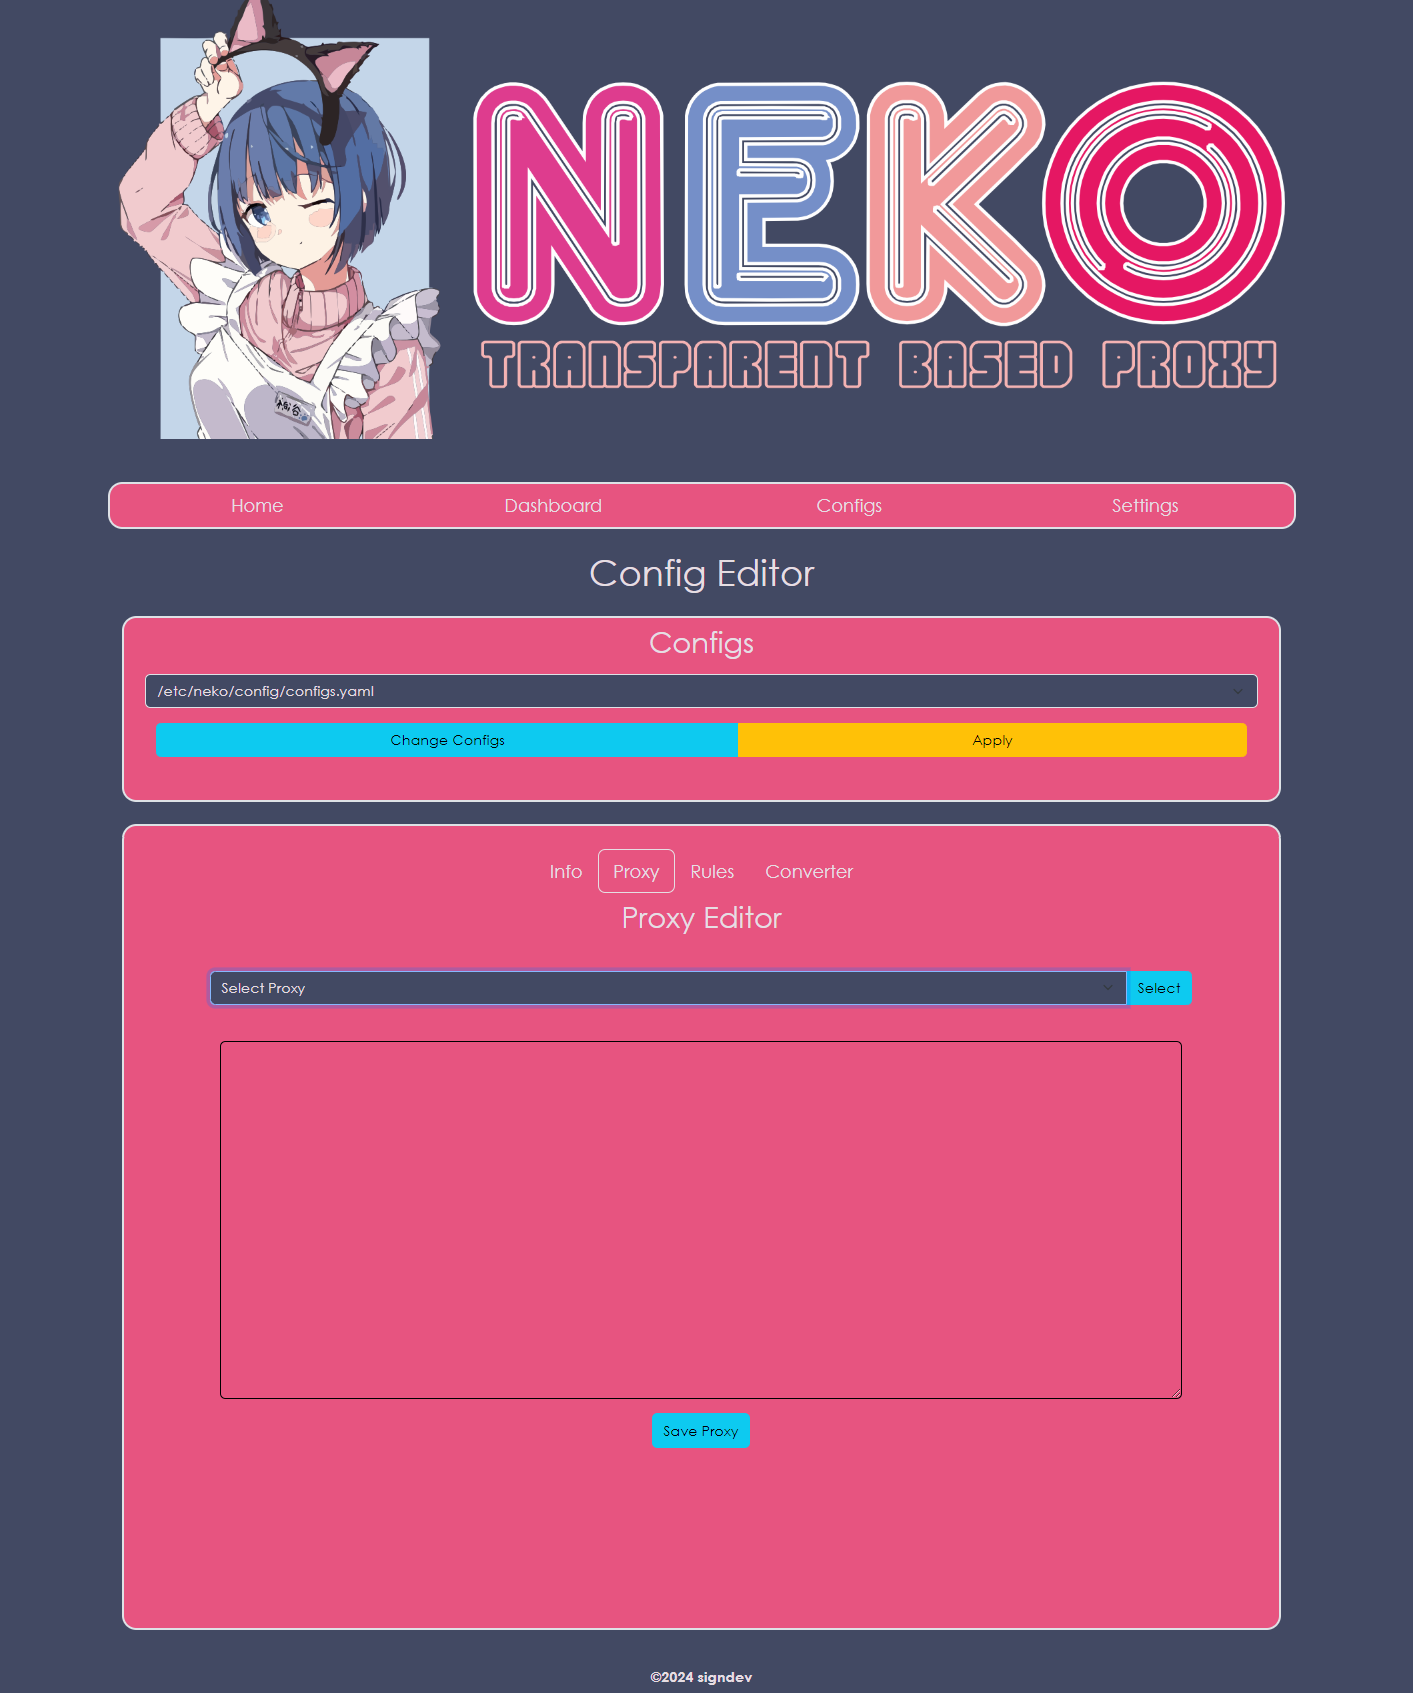 NEKO
TRANSPARENT BASED PROXY
Home Dashboard Configs Settings
Config Editor
Configs
/etc/neko/config/configs.yaml
Change Configs Apply
Info Proxy Rules Converter
Proxy Editor
Select Proxy Select
Save Proxy
©2024 signdev